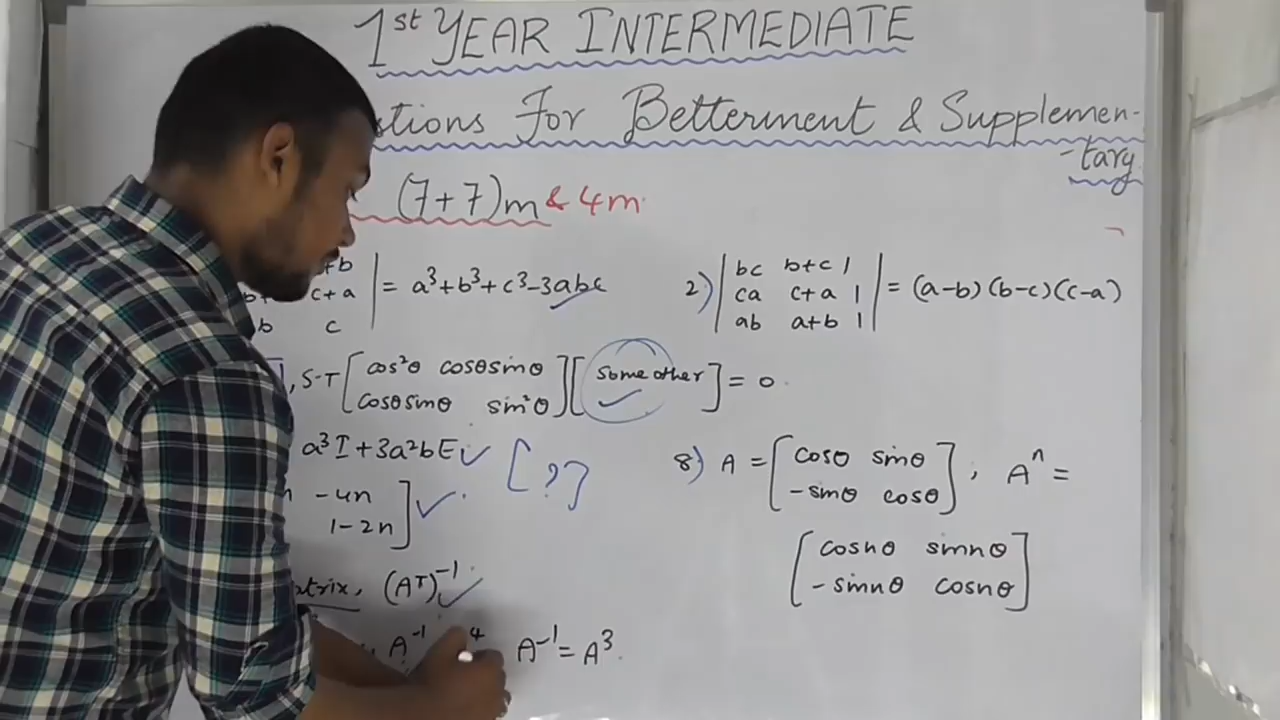 1st YEAR INTERMEDIATE
stions For Betterment & Supplemen-
-tary
(7+7)m & 4m
+b
c+a | = a³+b³+c³-3abc
b c
2) | bc b+c 1 |
| ca c+a 1 | = (a-b)(b-c)(c-a)
| ab a+b 1 |
, S.T [ cos²θ cosθsinθ ] [ some other ] = 0
[ cosθsinθ sin²θ ]
a³I+3a²bE ✓ [?]
n -4n ]
1-2n ] ✓
8) A = [ cosθ sinθ ] , Aⁿ =
[ -sinθ cosθ ]
[ cosnθ sinnθ ]
[ -sinnθ cosnθ ]
atrix, (Aᵀ)⁻¹ ✓
A⁻¹ 4 A⁻¹=A³.